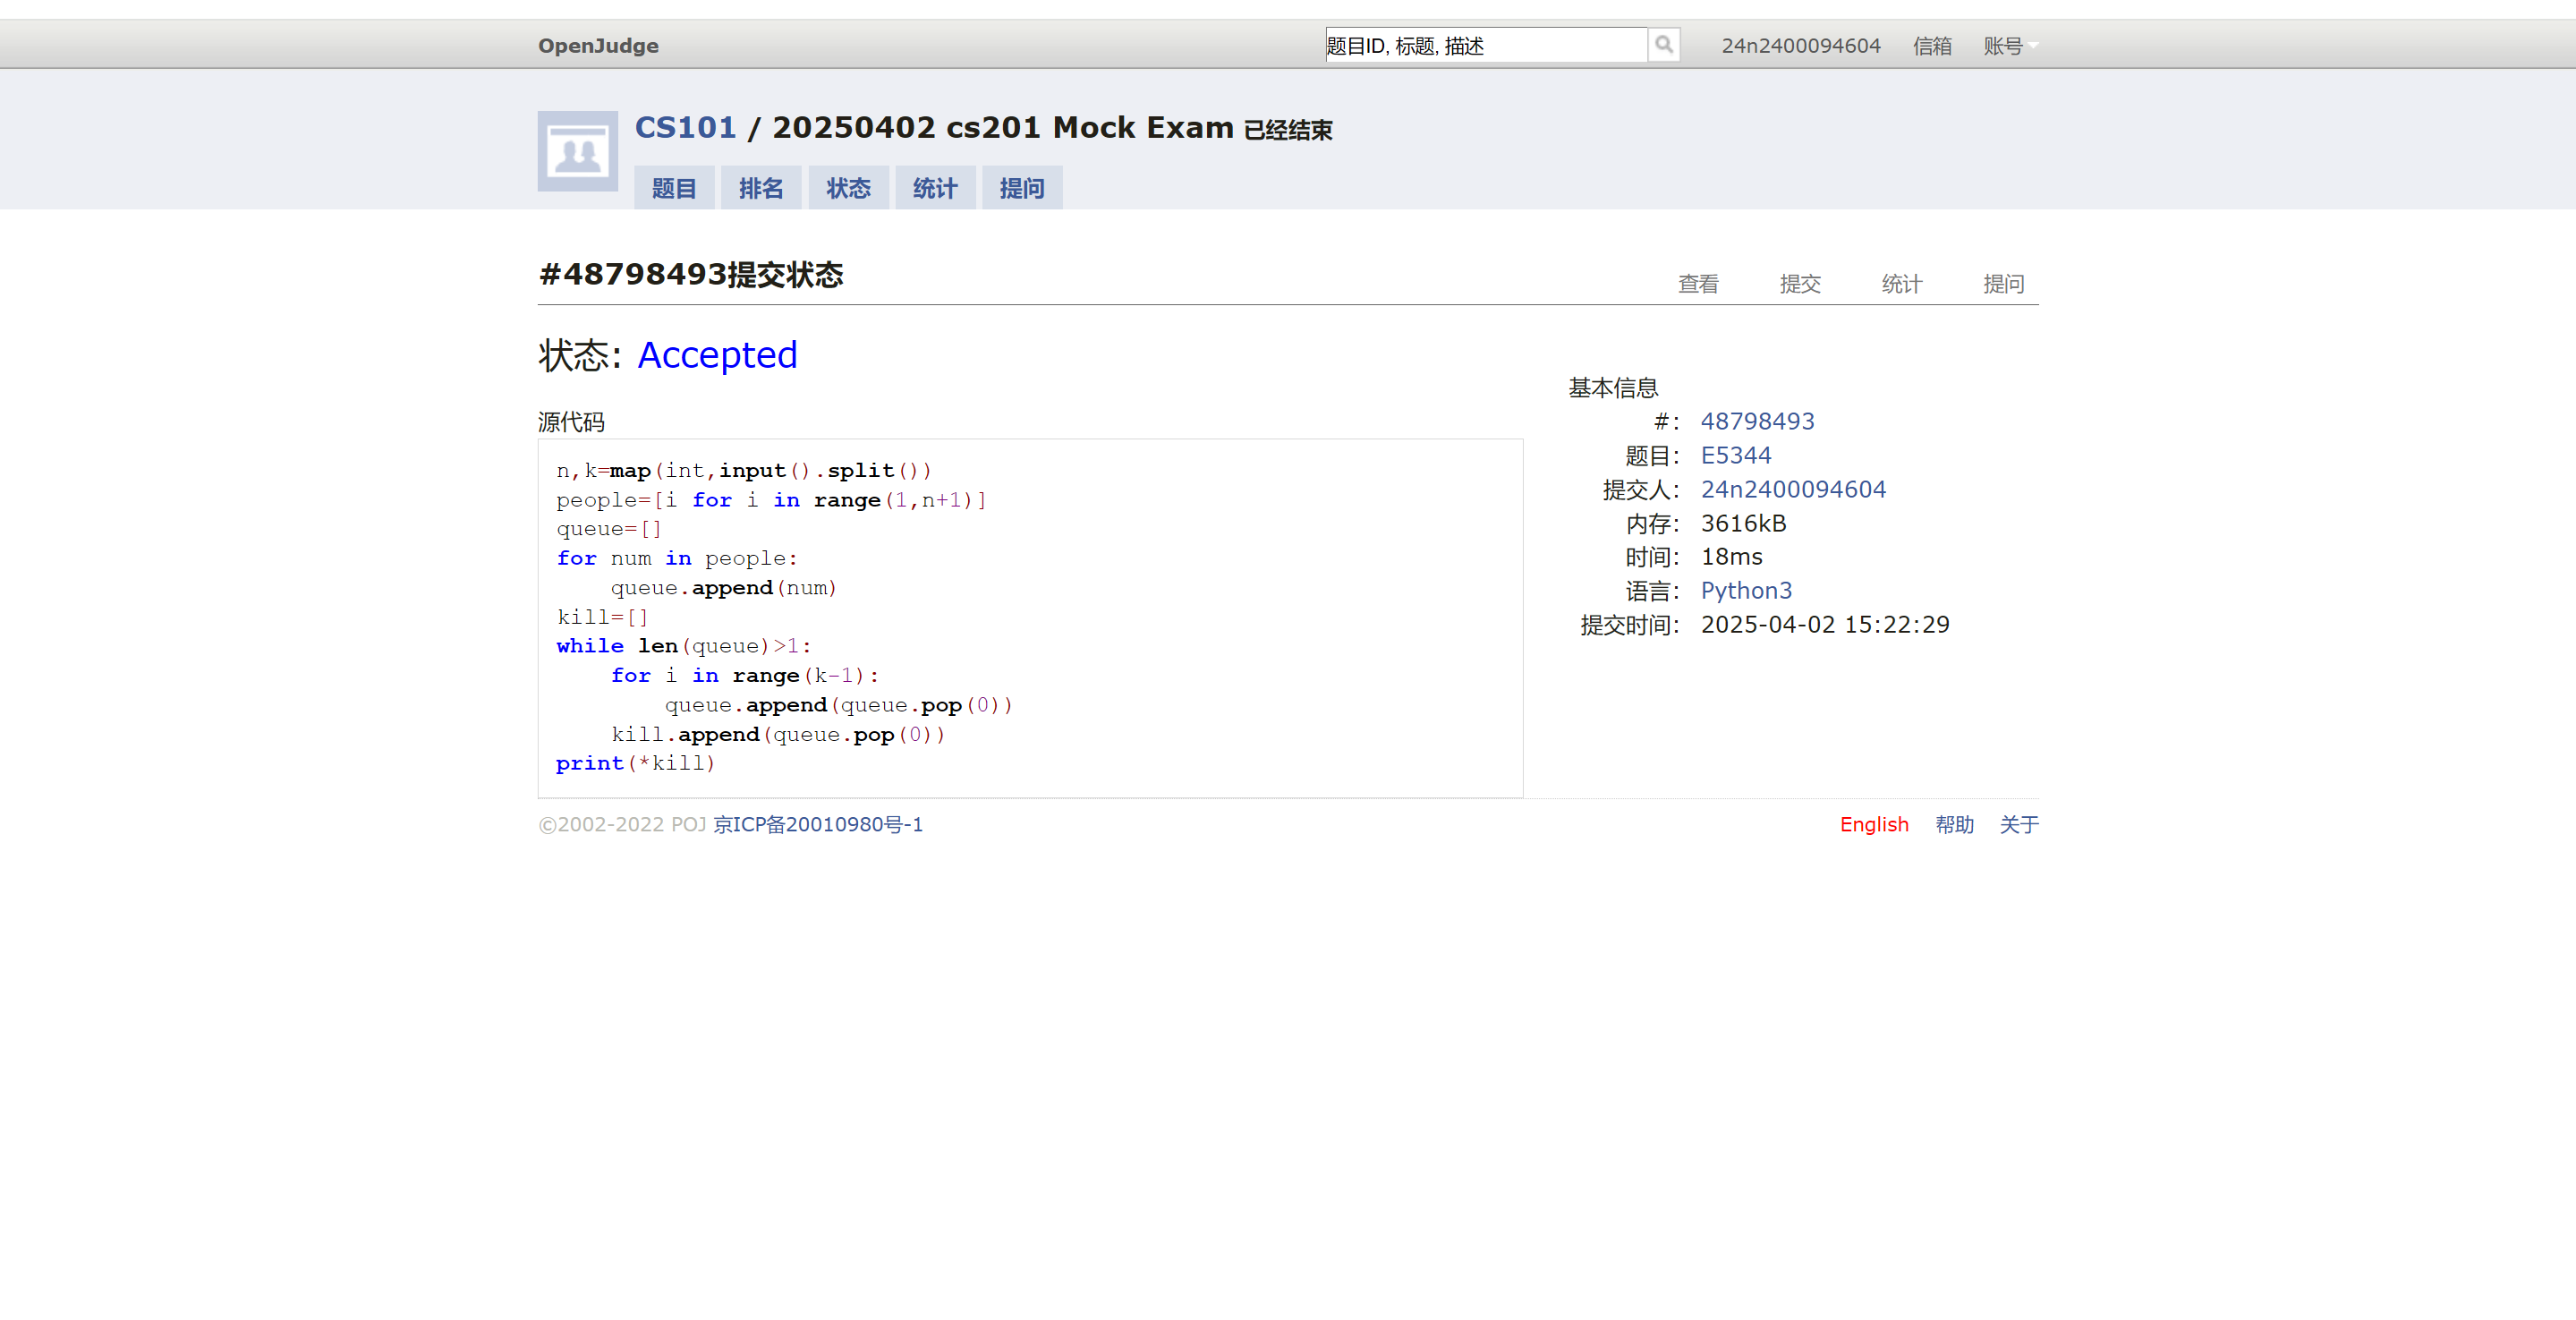 OpenJudge
题目ID, 标题, 描述
24n2400094604 信箱 账号
CS101 / 20250402 cs201 Mock Exam 已经结束
题目 排名 状态 统计 提问
#48798493提交状态
查看 提交 统计 提问
状态: Accepted
源代码
n,k=map(int,input().split())
people=[i for i in range(1,n+1)]
queue=[]
for num in people:
    queue.append(num)
kill=[]
while len(queue)>1:
    for i in range(k-1):
        queue.append(queue.pop(0))
    kill.append(queue.pop(0))
print(*kill)
基本信息
#: 48798493
题目: E5344
提交人: 24n2400094604
内存: 3616kB
时间: 18ms
语言: Python3
提交时间: 2025-04-02 15:22:29
©2002-2022 POJ 京ICP备20010980号-1
English 帮助 关于